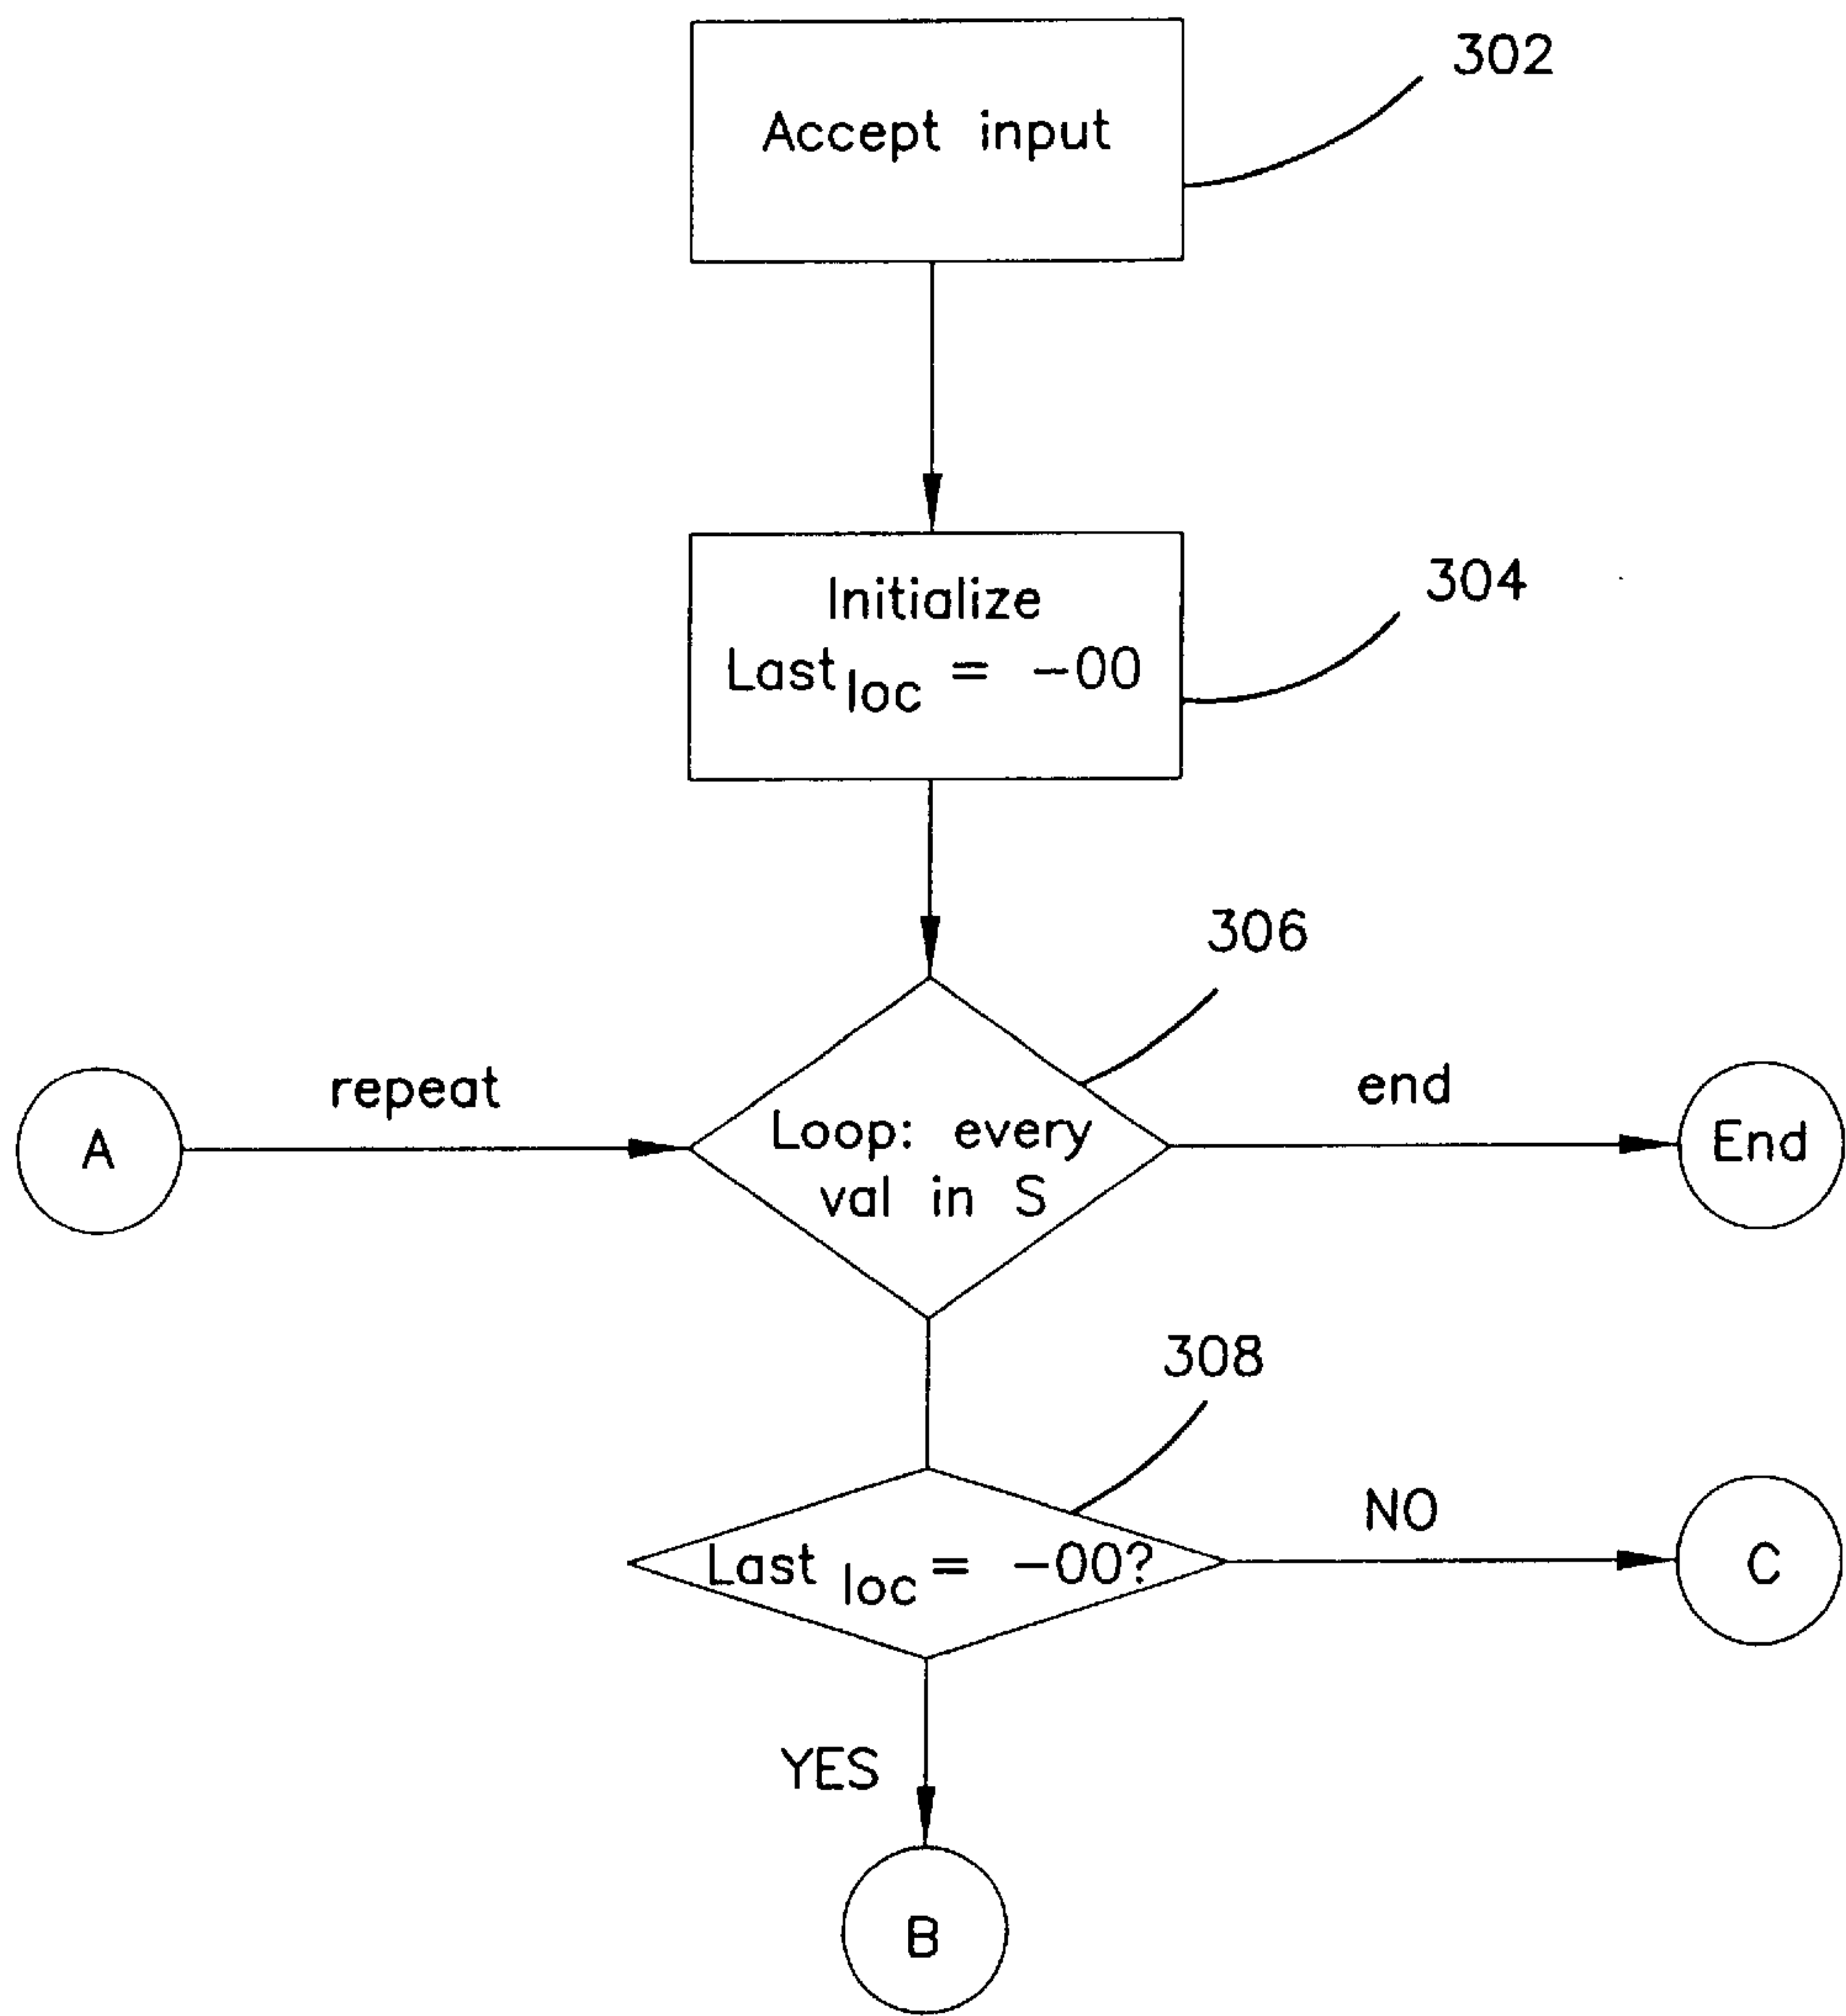 302
Accept input
304
Initialize
Last loc = -00
306
repeat
end
A
Loop: every
val in S
End
308
NO
Last loc = -00?
C
YES
B